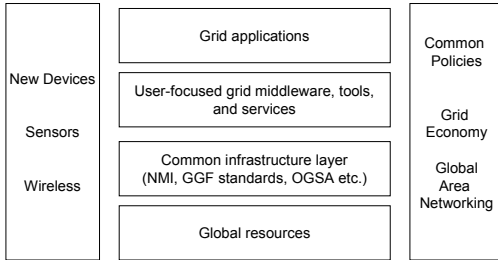 New Devices
Sensors
Wireless
Grid applications
User-focused grid middleware, tools,
and services
Common infrastructure layer
(NMI, GGF standards, OGSA etc.)
Global resources
Common
Policies
Grid
Economy
Global
Area
Networking